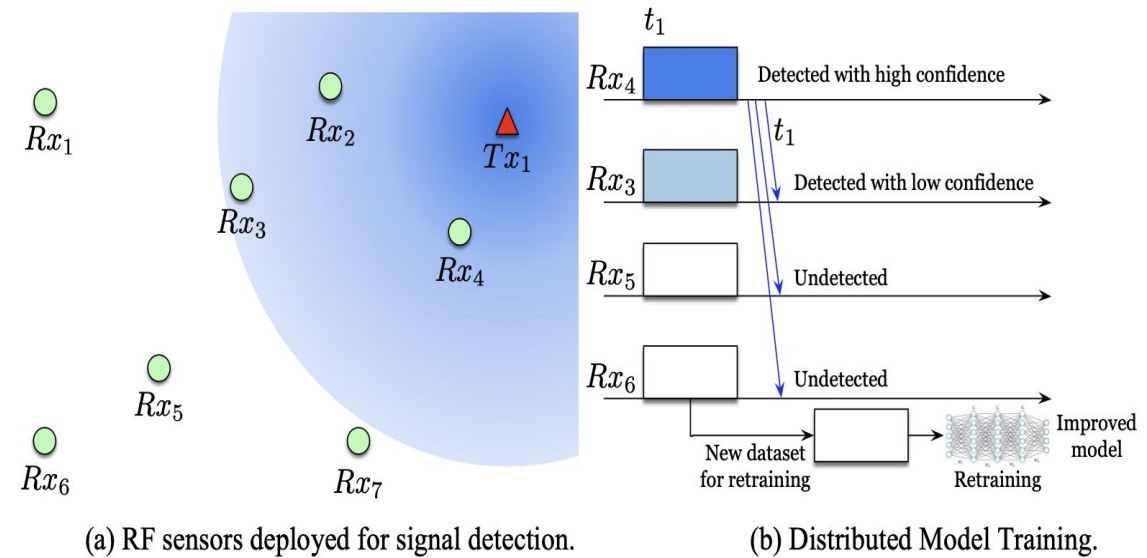 Rx₁
Rx₂
Tx₁
Rx₃
Rx₄
Rx₅
Rx₆
Rx₇
(a) RF sensors deployed for signal detection.
t₁
Rx₄
Detected with high confidence
t₁
Rx₃
Detected with low confidence
Rx₅
Undetected
Rx₆
Undetected
New dataset
for retraining
Retraining
Improved
model
(b) Distributed Model Training.